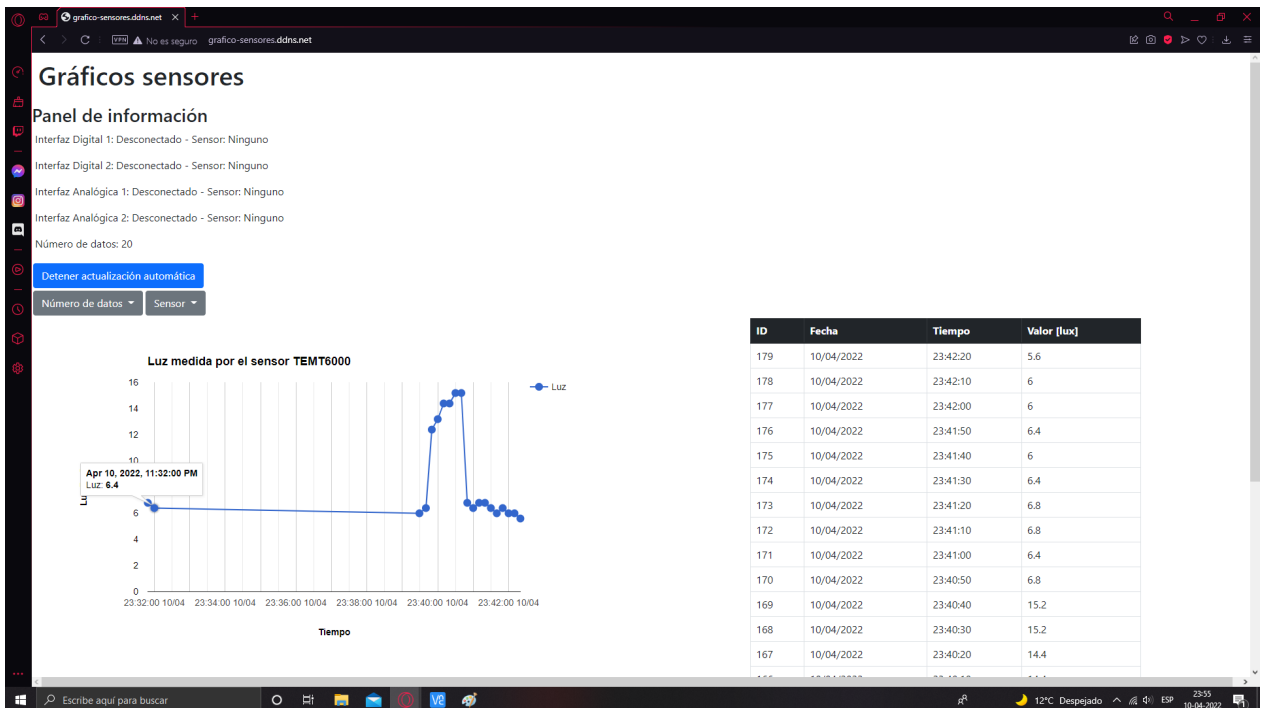 grafico-sensores.ddns.net
VPN No es seguro grafico-sensores.ddns.net
Gráficos sensores
Panel de información
Interfaz Digital 1: Desconectado - Sensor: Ninguno
Interfaz Digital 2: Desconectado - Sensor: Ninguno
Interfaz Analógica 1: Desconectado - Sensor: Ninguno
Interfaz Analógica 2: Desconectado - Sensor: Ninguno
Número de datos: 20
Detener actualización automática
Número de datos Sensor
Luz medida por el sensor TEMT6000
Luz
16
14
12
10
Apr 10, 2022, 11:32:00 PM
Luz: 6.4
6
4
2
0
23:32:00 10/04 23:34:00 10/04 23:36:00 10/04 23:38:00 10/04 23:40:00 10/04 23:42:00 10/04
Tiempo
ID Fecha Tiempo Valor [lux]
179 10/04/2022 23:42:20 5.6
178 10/04/2022 23:42:10 6
177 10/04/2022 23:42:00 6
176 10/04/2022 23:41:50 6.4
175 10/04/2022 23:41:40 6
174 10/04/2022 23:41:30 6.4
173 10/04/2022 23:41:20 6.8
172 10/04/2022 23:41:10 6.8
171 10/04/2022 23:41:00 6.4
170 10/04/2022 23:40:50 6.8
169 10/04/2022 23:40:40 15.2
168 10/04/2022 23:40:30 15.2
167 10/04/2022 23:40:20 14.4
Escribe aquí para buscar
12°C Despejado ESP 23:55
10-04-2022